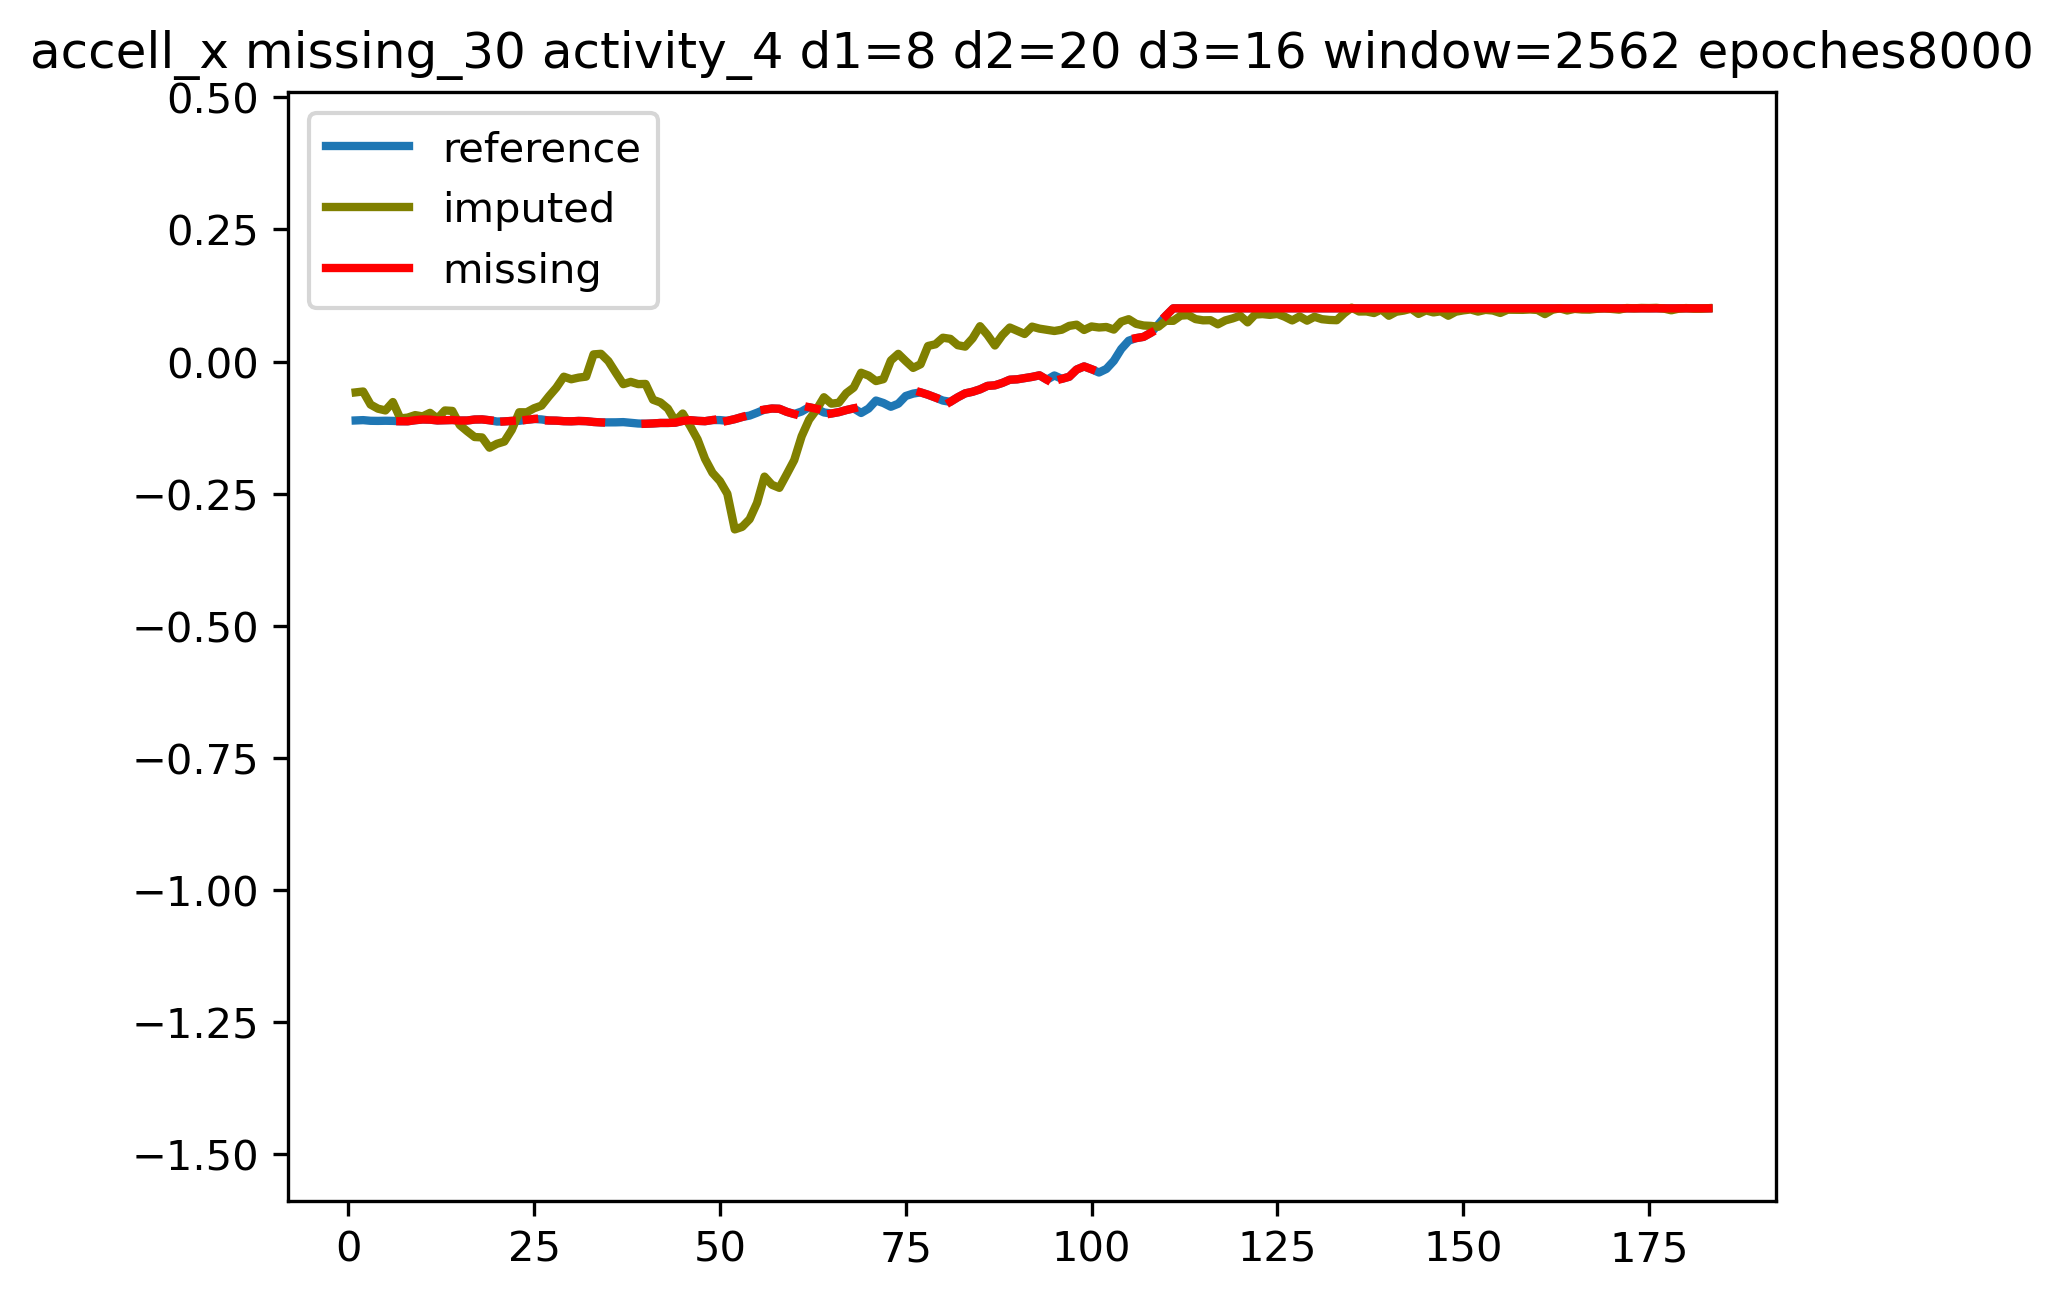 accell_x missing_30 activity_4 d1=8 d2=20 d3=16 window=2562 epoches8000
reference
imputed
missing
0.50
0.25
0.00
−0.25
−0.50
−0.75
−1.00
−1.25
−1.50
0 25 50 75 100 125 150 175